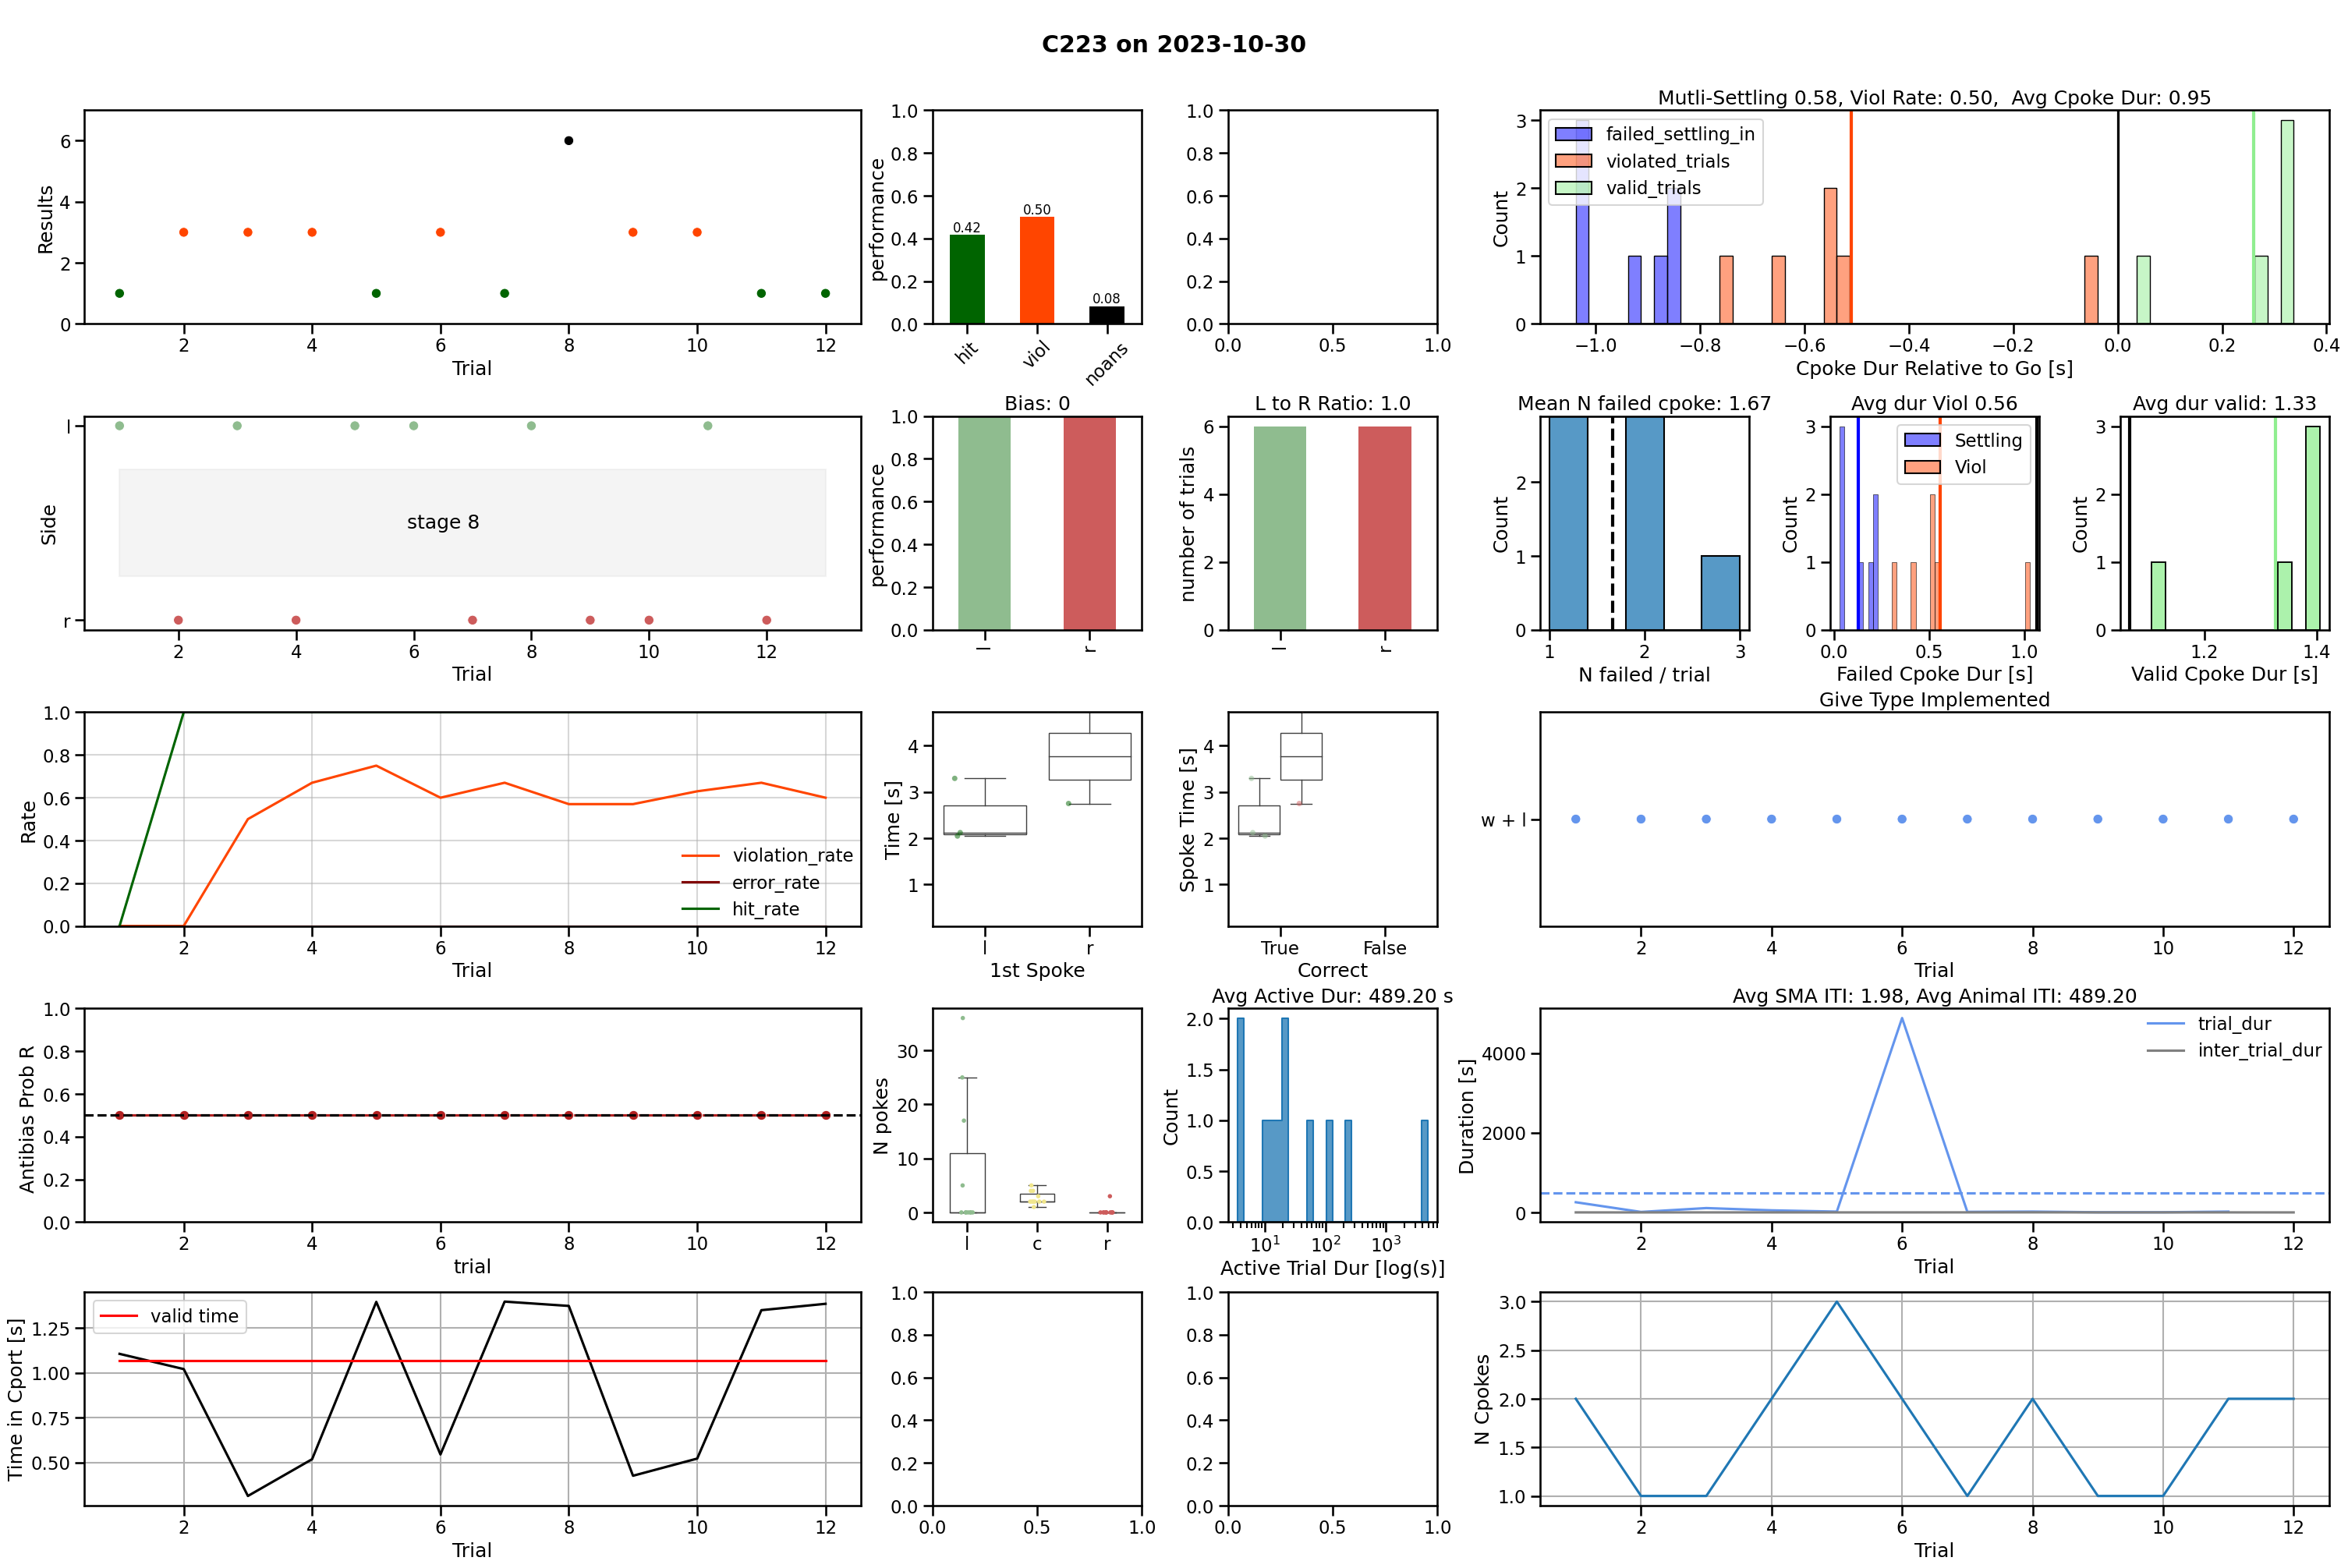 C223 on 2023-10-30
Results
6
4
2
0
2 4 6 8 10 12
Trial
performance
1.0
0.8
0.6
0.4
0.2
0.0
0.42
0.50
0.08
hit viol noans
1.0
0.8
0.6
0.4
0.2
0.0
0.0 0.5 1.0
Mutli-Settling 0.58, Viol Rate: 0.50,  Avg Cpoke Dur: 0.95
failed_settling_in
violated_trials
valid_trials
Count
3
2
1
0
−1.0 −0.8 −0.6 −0.4 −0.2 0.0 0.2 0.4
Cpoke Dur Relative to Go [s]
Side
l
stage 8
r
2 4 6 8 10 12
Trial
Bias: 0
performance
1.0
0.8
0.6
0.4
0.2
0.0
l r
L to R Ratio: 1.0
number of trials
6
4
2
0
l r
Mean N failed cpoke: 1.67
Count
2
1
0
1 2 3
N failed / trial
Avg dur Viol 0.56
Settling
Viol
Count
3
2
1
0
0.0 0.5 1.0
Failed Cpoke Dur [s]
Avg dur valid: 1.33
Count
3
2
1
0
1.2 1.4
Valid Cpoke Dur [s]
Rate
1.0
0.8
0.6
0.4
0.2
0.0
violation_rate
error_rate
hit_rate
2 4 6 8 10 12
Trial
Time [s]
4
3
2
1
l r
1st Spoke
Spoke Time [s]
4
3
2
1
True False
Correct
Give Type Implemented
w + l
2 4 6 8 10 12
Trial
Antibias Prob R
1.0
0.8
0.6
0.4
0.2
0.0
2 4 6 8 10 12
trial
N pokes
30
20
10
0
l c r
Avg Active Dur: 489.20 s
Count
2.0
1.5
1.0
0.5
0.0
10¹ 10² 10³
Active Trial Dur [log(s)]
Avg SMA ITI: 1.98, Avg Animal ITI: 489.20
trial_dur
inter_trial_dur
Duration [s]
4000
2000
0
2 4 6 8 10 12
Trial
Time in Cport [s]
valid time
1.25
1.00
0.75
0.50
2 4 6 8 10 12
Trial
1.0
0.8
0.6
0.4
0.2
0.0
0.0 0.5 1.0
1.0
0.8
0.6
0.4
0.2
0.0
0.0 0.5 1.0
N Cpokes
3.0
2.5
2.0
1.5
1.0
2 4 6 8 10 12
Trial